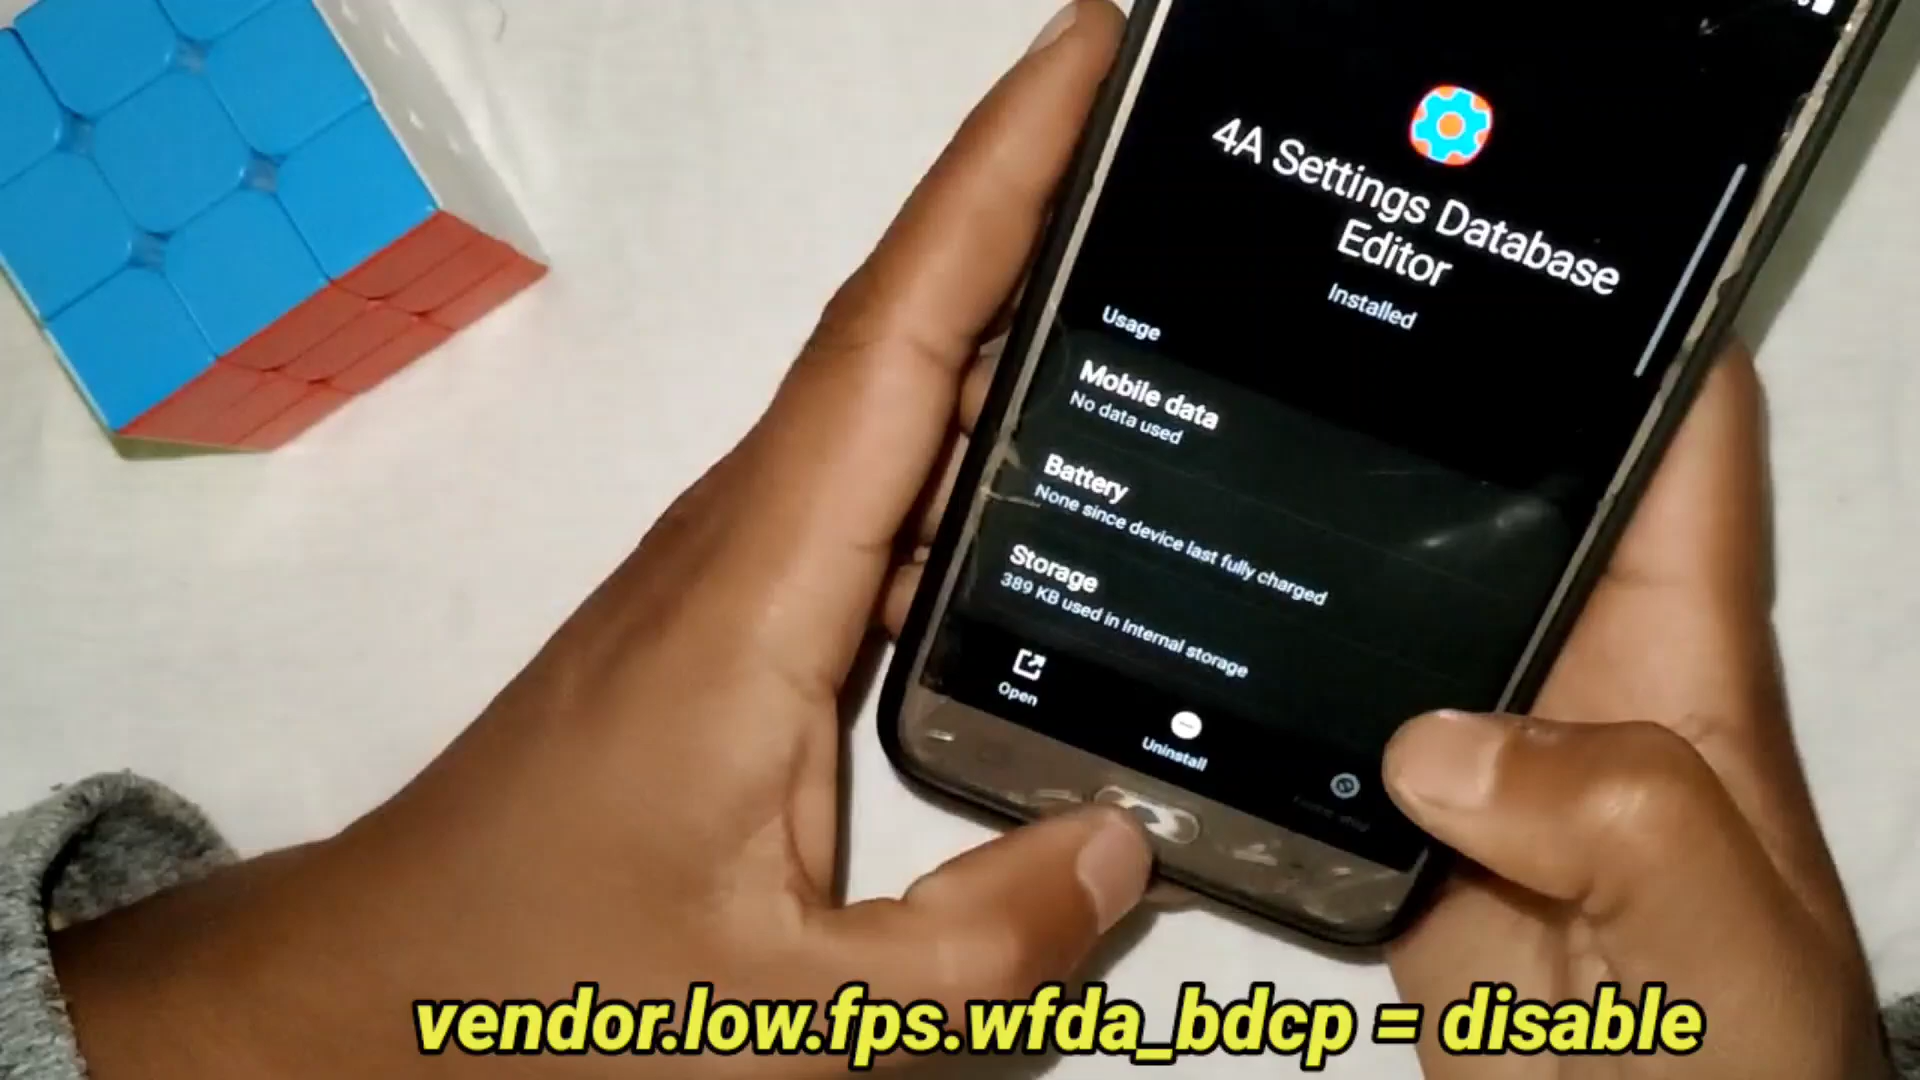 4A Settings Database
Editor
Installed
Usage
Mobile data
No data used
Battery
None since device last fully charged
Storage
389 KB used in Internal storage
Open
Uninstall
vendor.low.fps.wfda_bdcp = disable